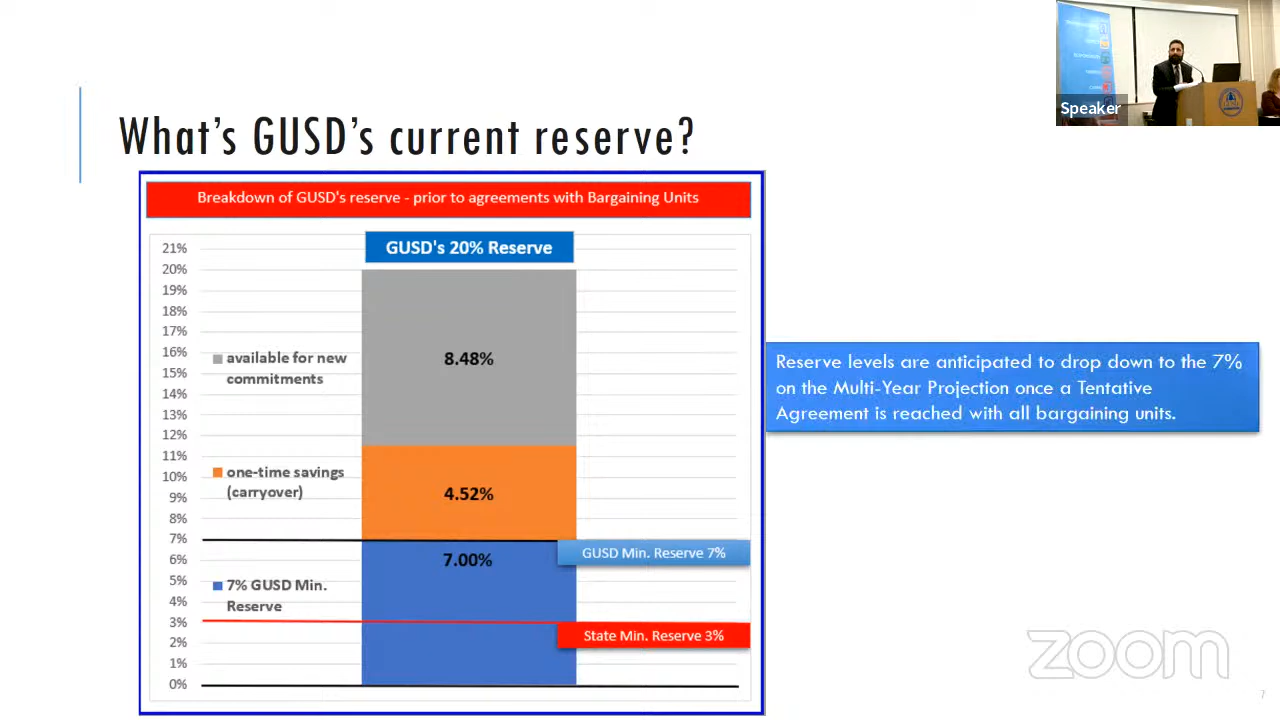 Speaker
What's GUSD's current reserve?
Breakdown of GUSD's reserve - prior to agreements with Bargaining Units
GUSD's 20% Reserve
21%
20%
19%
18%
17%
16%
15%
14%
13%
12%
11%
10%
9%
8%
7%
6%
5%
4%
3%
2%
1%
0%
available for new
commitments
8.48%
one-time savings
(carryover)
4.52%
7% GUSD Min.
Reserve
7.00%
GUSD Min. Reserve 7%
State Min. Reserve 3%
Reserve levels are anticipated to drop down to the 7%
on the Multi-Year Projection once a Tentative
Agreement is reached with all bargaining units.
zoom
7